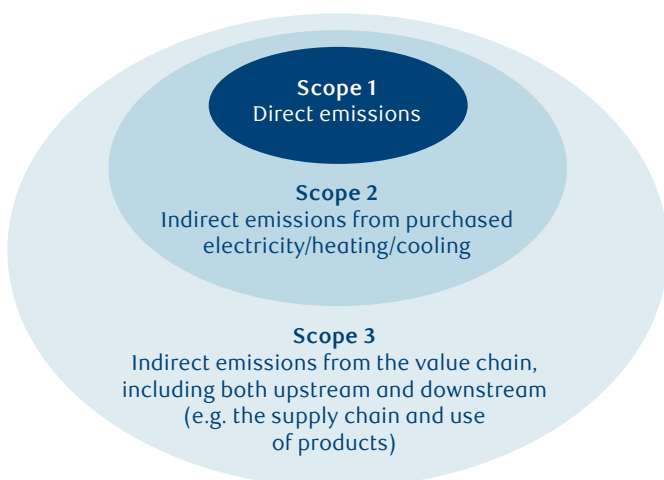 Scope 1
Direct emissions
Scope 2
Indirect emissions from purchased
electricity/heating/cooling
Scope 3
Indirect emissions from the value chain,
including both upstream and downstream
(e.g. the supply chain and use
of products)